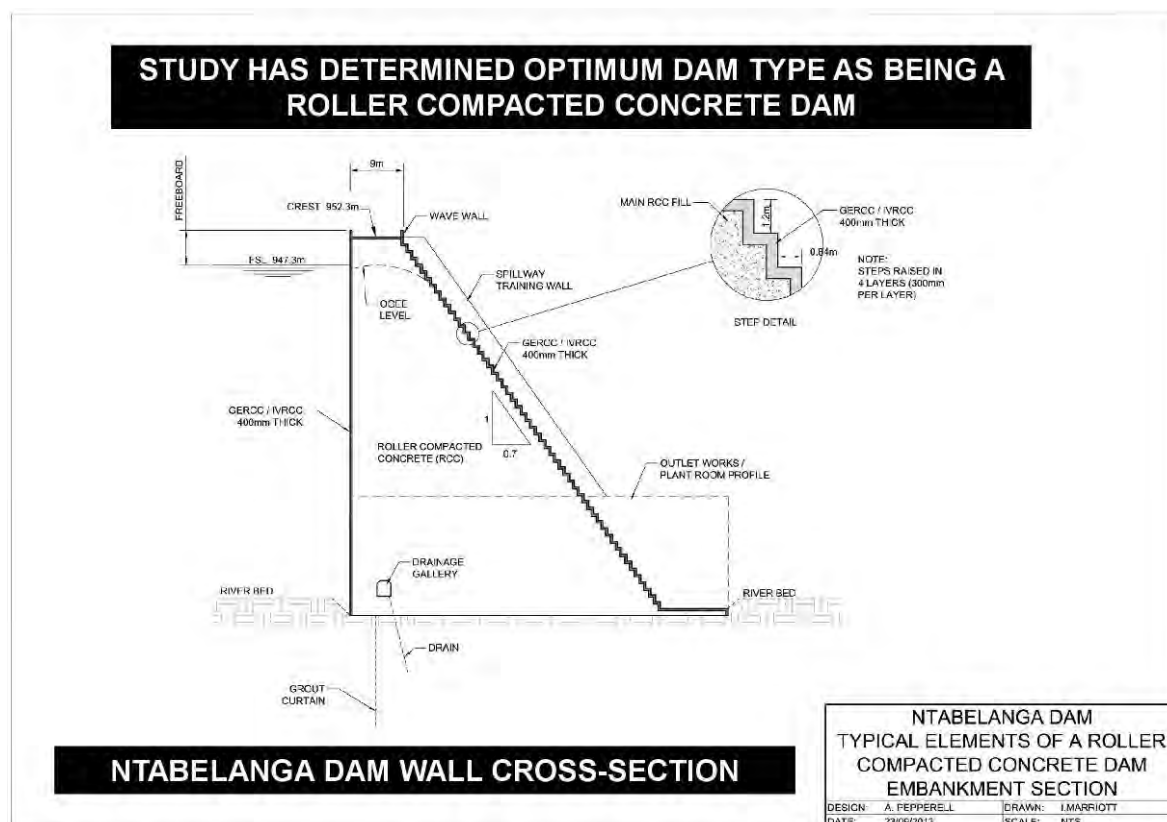 STUDY HAS DETERMINED OPTIMUM DAM TYPE AS BEING A
ROLLER COMPACTED CONCRETE DAM
9m
FREEBOARD
CREST 952.3m
WAVE WALL
FSL 947.3m
OGEE
LEVEL
SPILLWAY
TRAINING WALL
MAIN RCC FILL
1.2m
GERCC / IVRCC
400mm THICK
0.84m
NOTE:
STEPS RAISED IN
4 LAYERS (300mm
PER LAYER)
STEP DETAIL
GERCC / IVRCC
400mm THICK
GERCC / IVRCC
400mm THICK
1
0.7
ROLLER COMPACTED
CONCRETE (RCC)
OUTLET WORKS /
PLANT ROOM PROFILE
DRAINAGE
GALLERY
RIVER BED
RIVER BED
DRAIN
GROUT
CURTAIN
NTABELANGA DAM WALL CROSS-SECTION
NTABELANGA DAM
TYPICAL ELEMENTS OF A ROLLER
COMPACTED CONCRETE DAM
EMBANKMENT SECTION
DESIGN: A. PEPPERELL DRAWN: I.MARRIOTT
DATE: SCALE: NTS